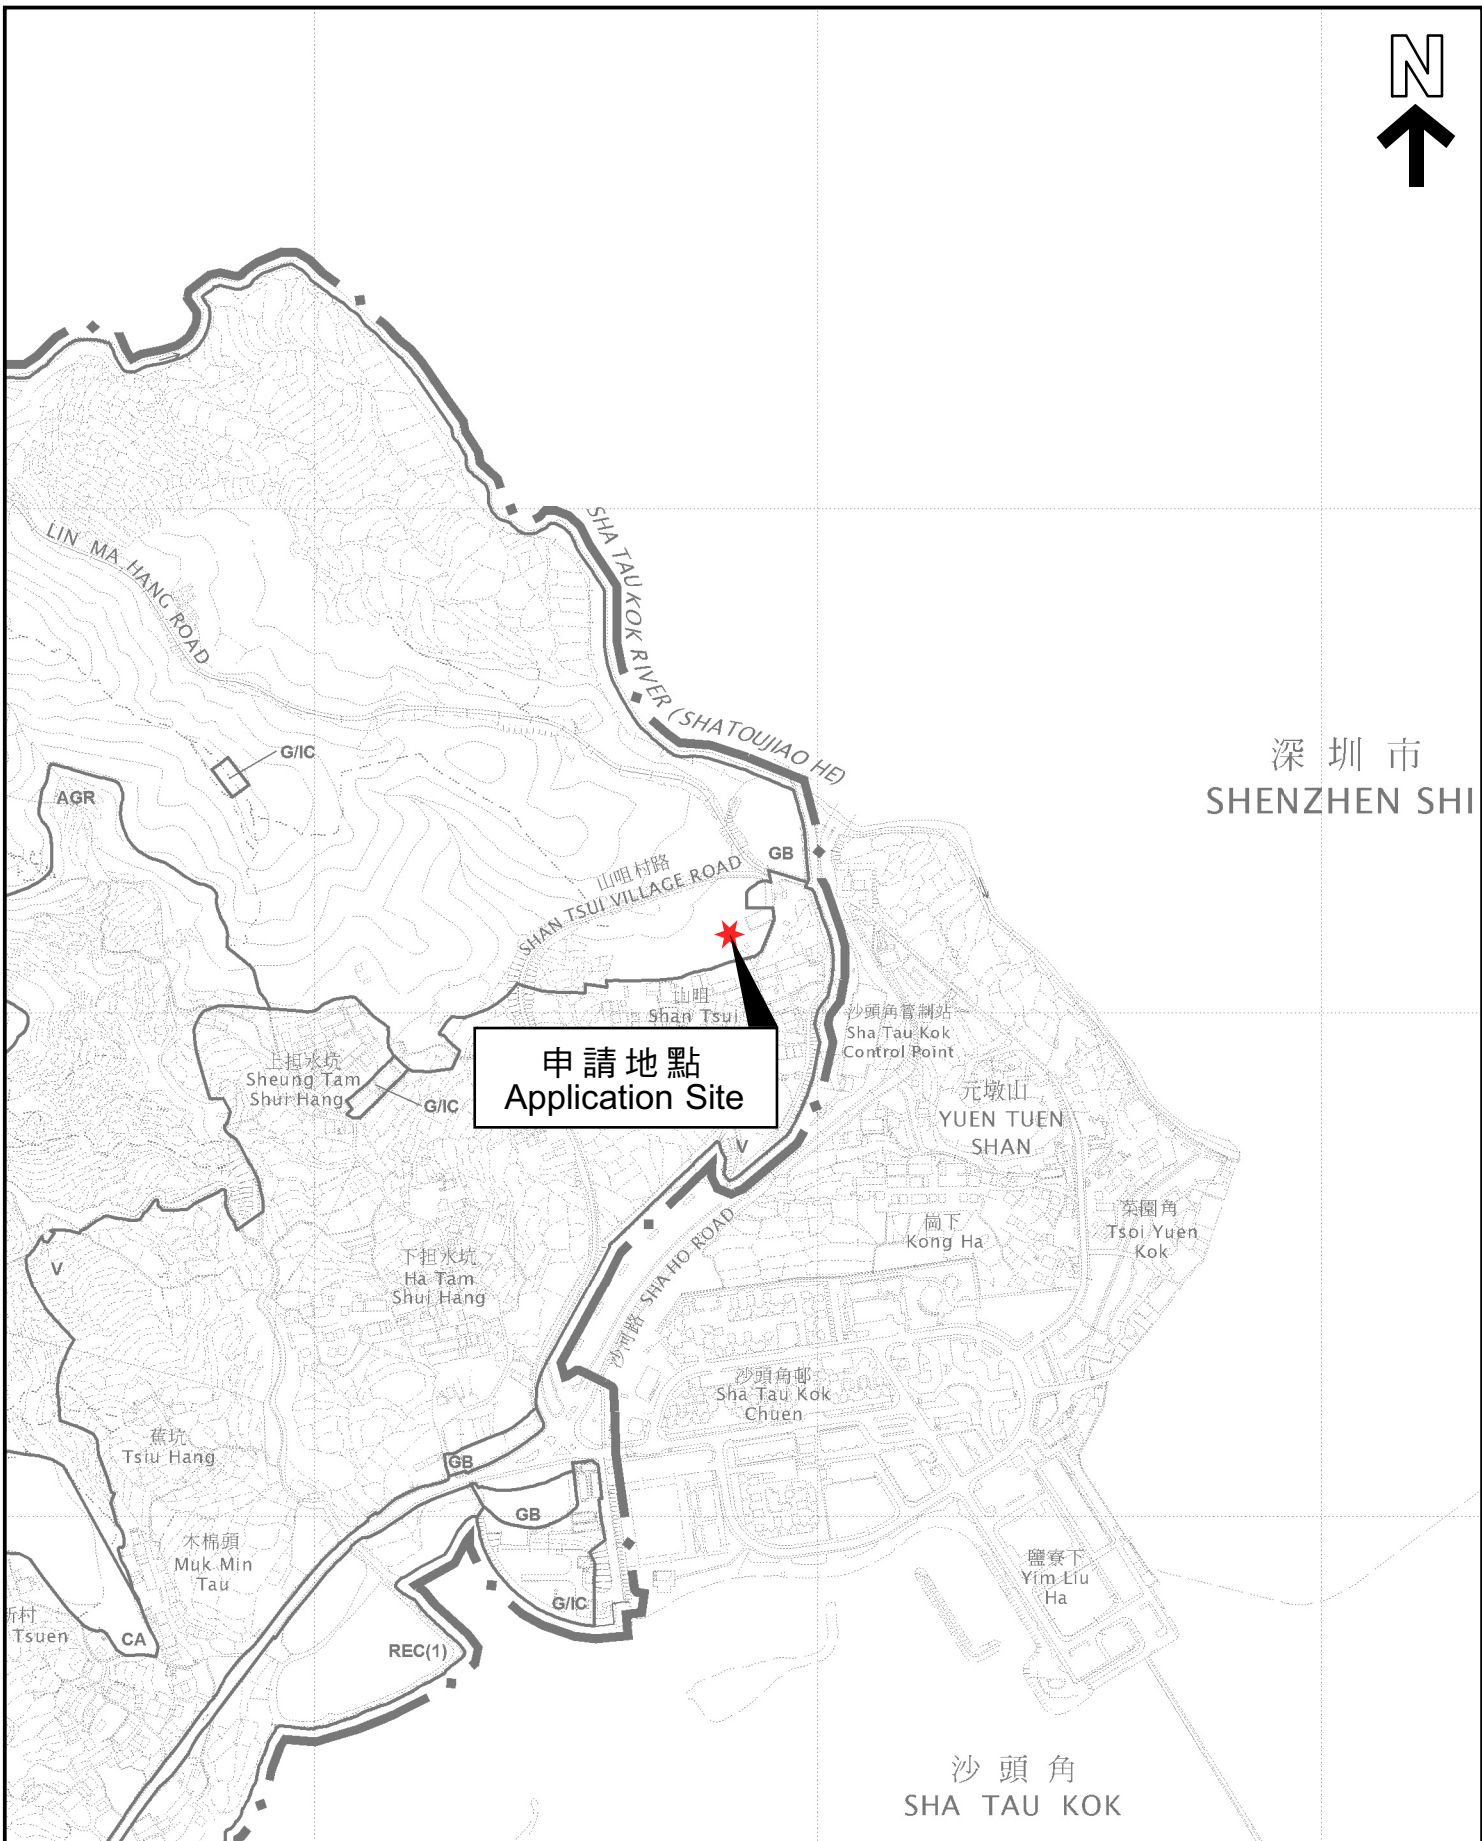 N
LIN MA HANG ROAD
SHA TAU KOK RIVER (SHATOUJIAO HE)
G/IC
深圳市
SHENZHEN SHI
AGR
GB
山咀村路
SHAN TSUI VILLAGE ROAD
山咀
Shan Tsui
沙頭角管制站
Sha Tau Kok
Control Point
申請地點
Application Site
上担水坑
Sheung Tam
Shui Hang
G/IC
元墩山
YUEN TUEN
SHAN
V
菜園角
Tsoi Yuen
Kok
崗下
Kong Ha
沙河路 SHA HO ROAD
V
下担水坑
Ha Tam
Shui Hang
沙頭角邨
Sha Tau Kok
Chuen
蕉坑
Tsiu Hang
GB
GB
木棉頭
Muk Min
Tau
鹽寮下
Yim Liu
Ha
G/IC
新村
Tsuen
CA
REC(1)
沙頭角
SHA TAU KOK